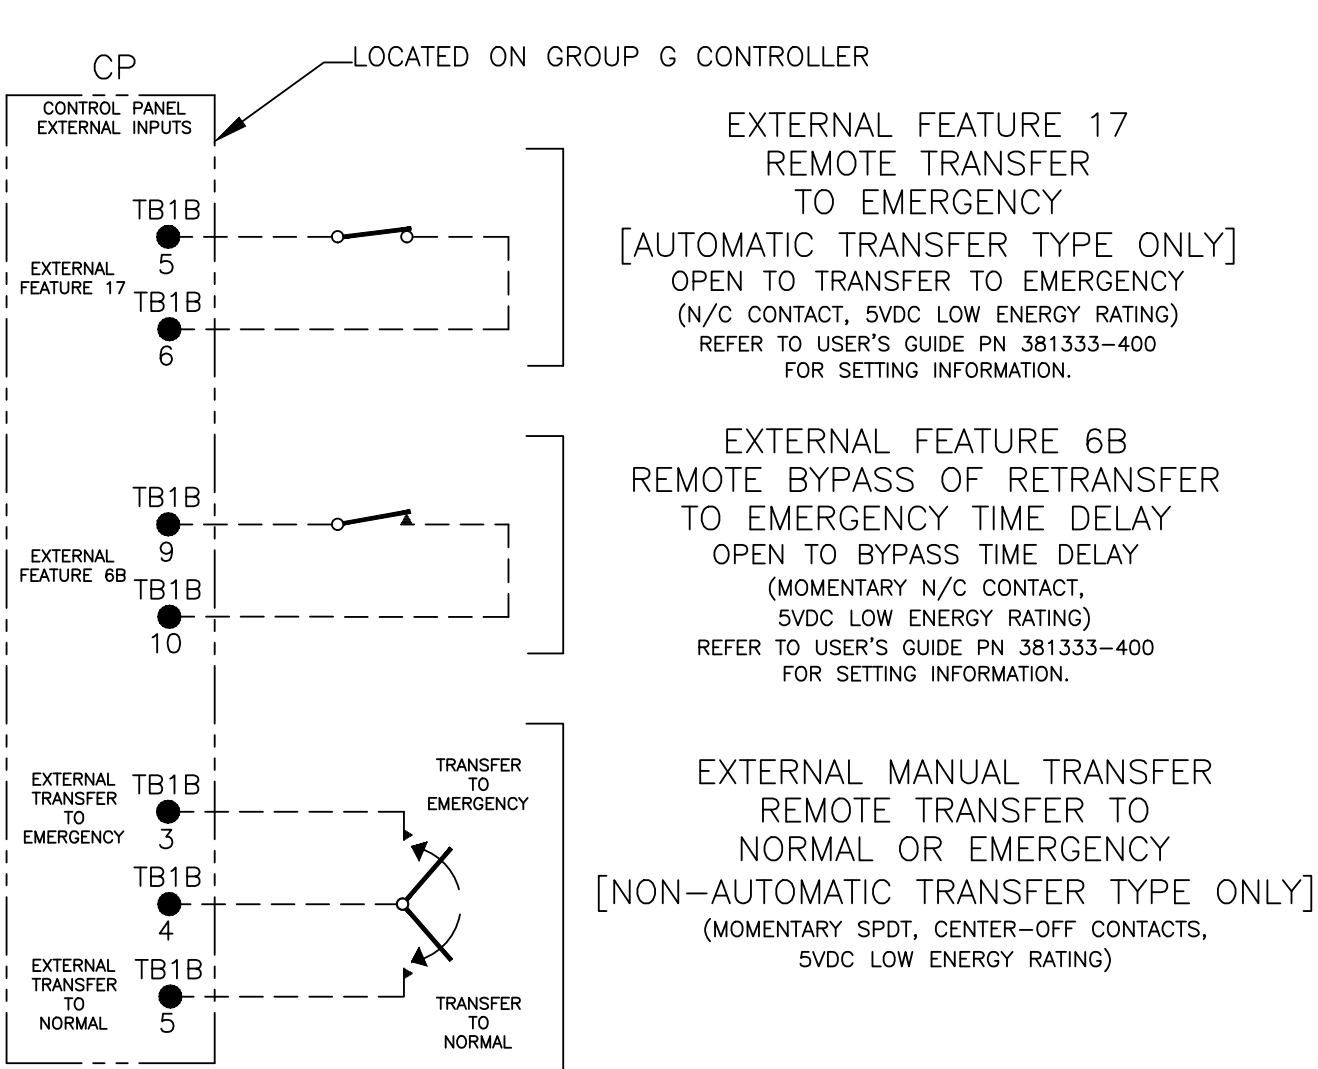 LOCATED ON GROUP G CONTROLLER
CP
CONTROL PANEL
EXTERNAL INPUTS
TB1B
5
EXTERNAL
FEATURE 17
TB1B
6
EXTERNAL FEATURE 17
REMOTE TRANSFER
TO EMERGENCY
[AUTOMATIC TRANSFER TYPE ONLY]
OPEN TO TRANSFER TO EMERGENCY
(N/C CONTACT, 5VDC LOW ENERGY RATING)
REFER TO USER'S GUIDE PN 381333-400
FOR SETTING INFORMATION.
TB1B
9
EXTERNAL
FEATURE 6B
TB1B
10
EXTERNAL FEATURE 6B
REMOTE BYPASS OF RETRANSFER
TO EMERGENCY TIME DELAY
OPEN TO BYPASS TIME DELAY
(MOMENTARY N/C CONTACT,
5VDC LOW ENERGY RATING)
REFER TO USER'S GUIDE PN 381333-400
FOR SETTING INFORMATION.
EXTERNAL
TRANSFER
TO
EMERGENCY
TB1B
3
TB1B
4
EXTERNAL
TRANSFER
TO
NORMAL
TB1B
5
TRANSFER
TO
EMERGENCY
TRANSFER
TO
NORMAL
EXTERNAL MANUAL TRANSFER
REMOTE TRANSFER TO
NORMAL OR EMERGENCY
[NON-AUTOMATIC TRANSFER TYPE ONLY]
(MOMENTARY SPDT, CENTER-OFF CONTACTS,
5VDC LOW ENERGY RATING)